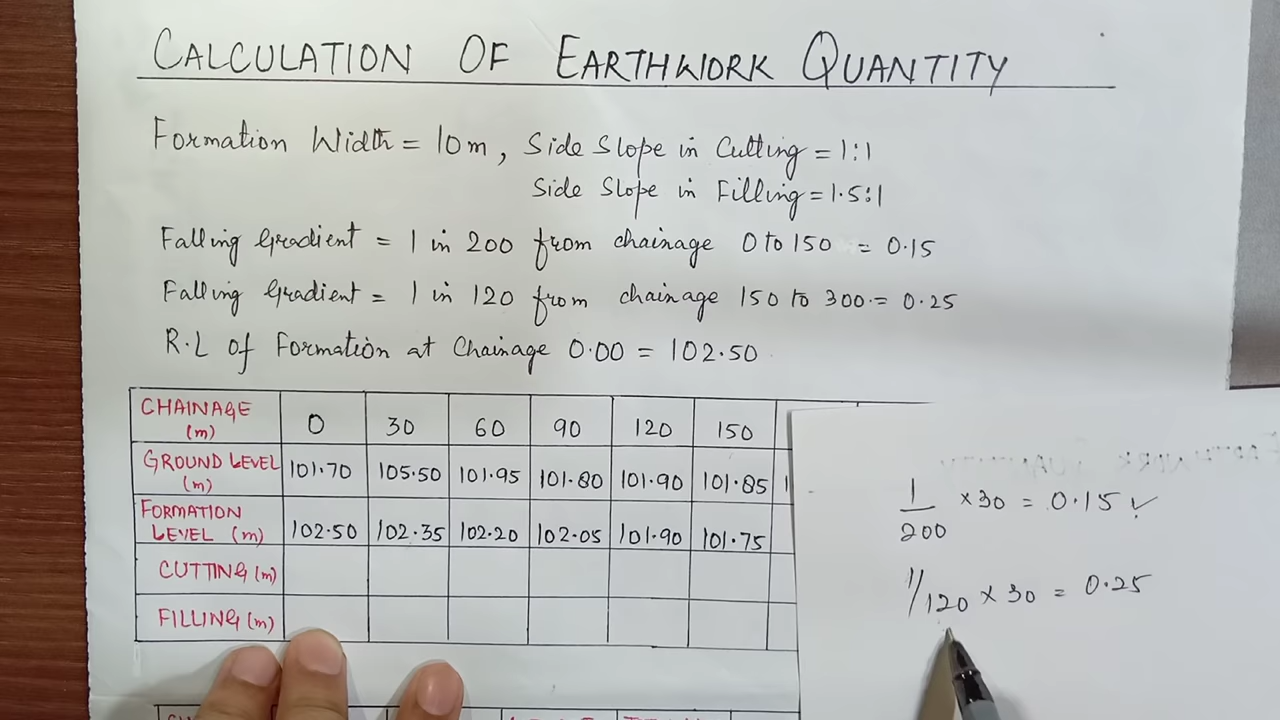 CALCULATION OF EARTHWORK QUANTITY
Formation Width = 10m, Side Slope in Cutting = 1:1
Side Slope in Filling = 1.5:1
Falling Gradient = 1 in 200 from chainage 0 to 150 = 0.15
Falling Gradient = 1 in 120 from chainage 150 to 300 = 0.25
R.L of Formation at Chainage 0.00 = 102.50
CHAINAGE (m) 0 30 60 90 120 150
GROUND LEVEL (m) 101.70 105.50 101.95 101.80 101.90 101.85 1
FORMATION LEVEL (m) 102.50 102.35 102.20 102.05 101.90 101.75
CUTTING (m)
FILLING (m)
1/200 × 30 = 0.15 ✓
1/120 × 30 = 0.25